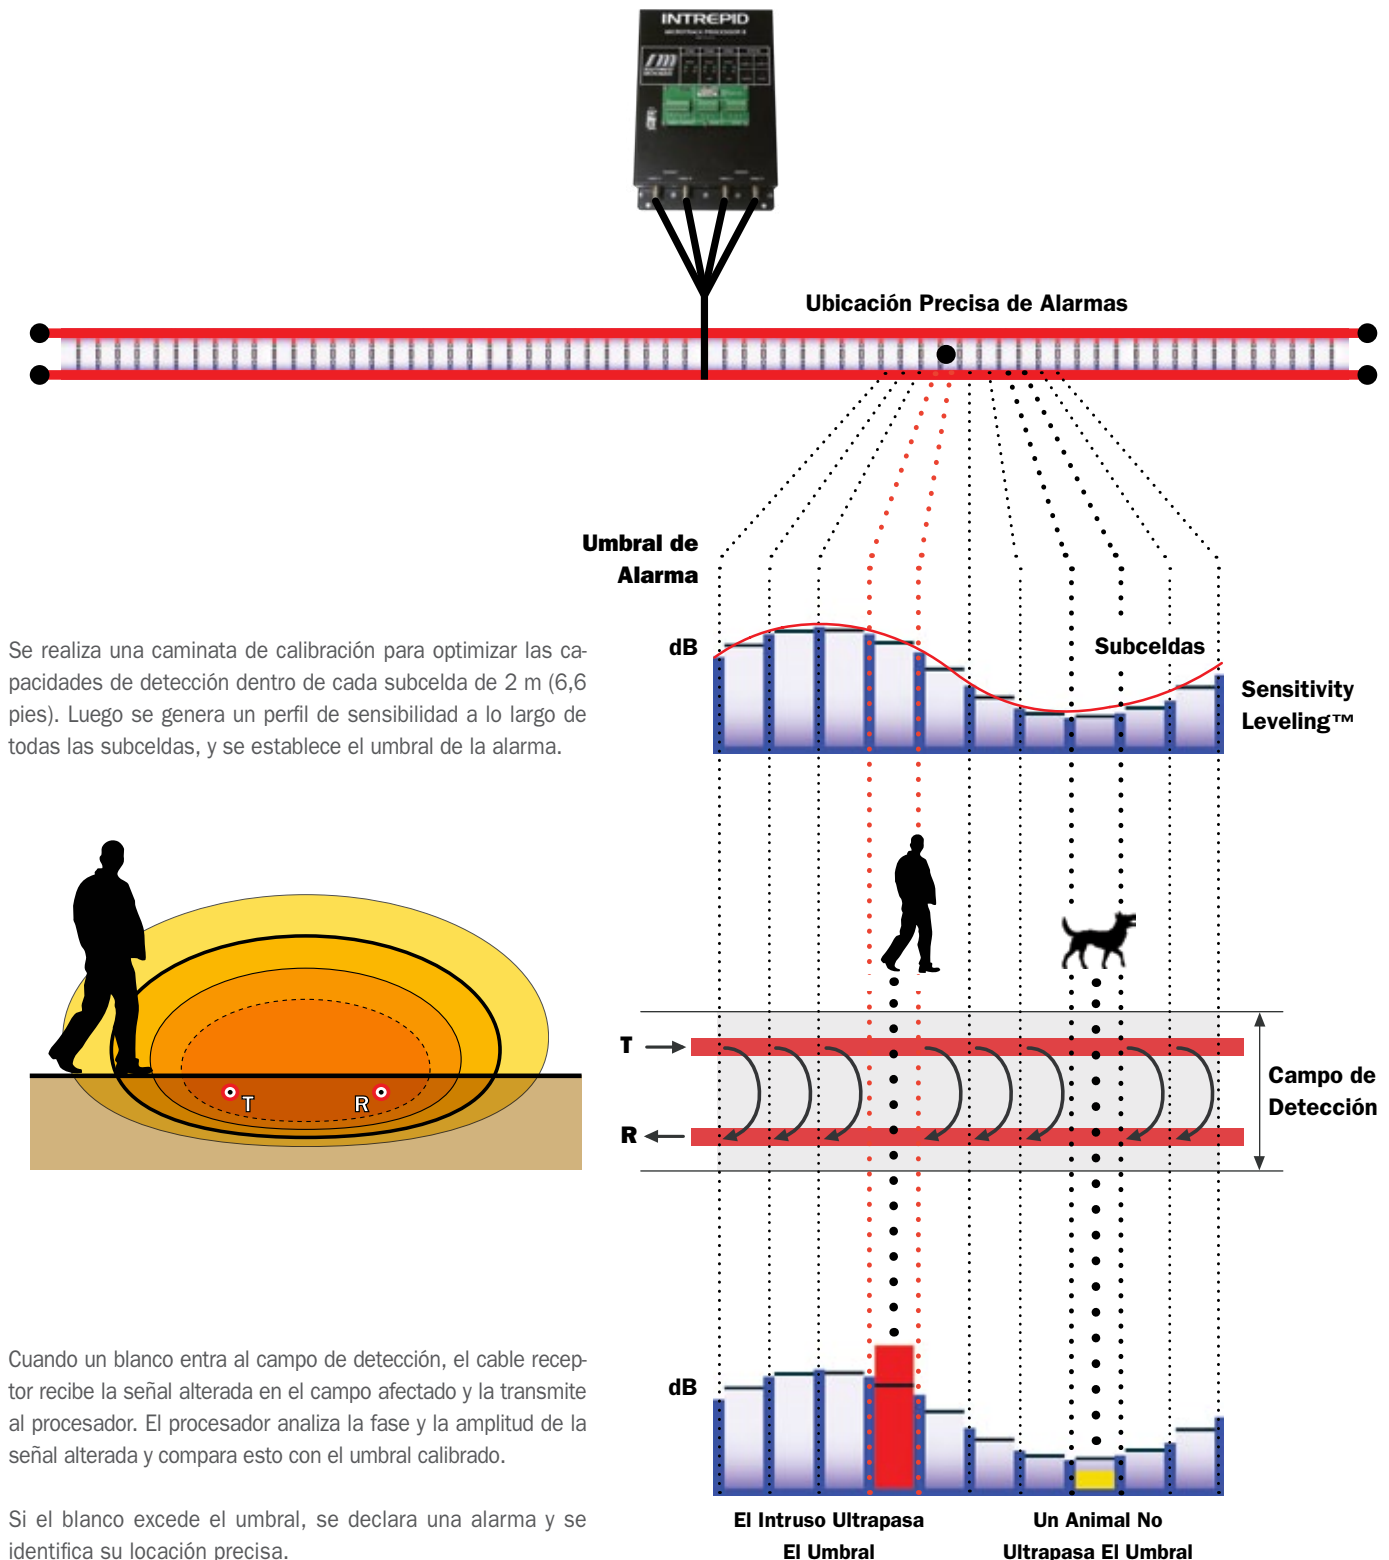 INTREPID
MICROTRACK PROCESSOR II
Ubicación Precisa de Alarmas
Umbral de
Alarma
dB
Subceldas
Sensitivity
Leveling™
Se realiza una caminata de calibración para optimizar las ca-
pacidades de detección dentro de cada subcelda de 2 m (6,6
pies). Luego se genera un perfil de sensibilidad a lo largo de
todas las subceldas, y se establece el umbral de la alarma.
T
R
T
R
Campo de
Detección
Cuando un blanco entra al campo de detección, el cable recep-
tor recibe la señal alterada en el campo afectado y la transmite
al procesador. El procesador analiza la fase y la amplitud de la
señal alterada y compara esto con el umbral calibrado.
Si el blanco excede el umbral, se declara una alarma y se
identifica su locación precisa.
dB
El Intruso Ultrapasa
El Umbral
Un Animal No
Ultrapasa El Umbral